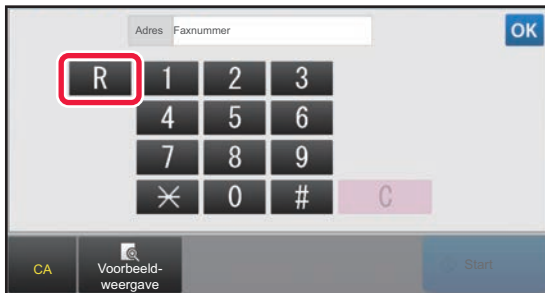 Adres Faxnummer OK
R 1 2 3
4 5 6
7 8 9
* 0 # C
CA Voorbeeld-
weergave Start